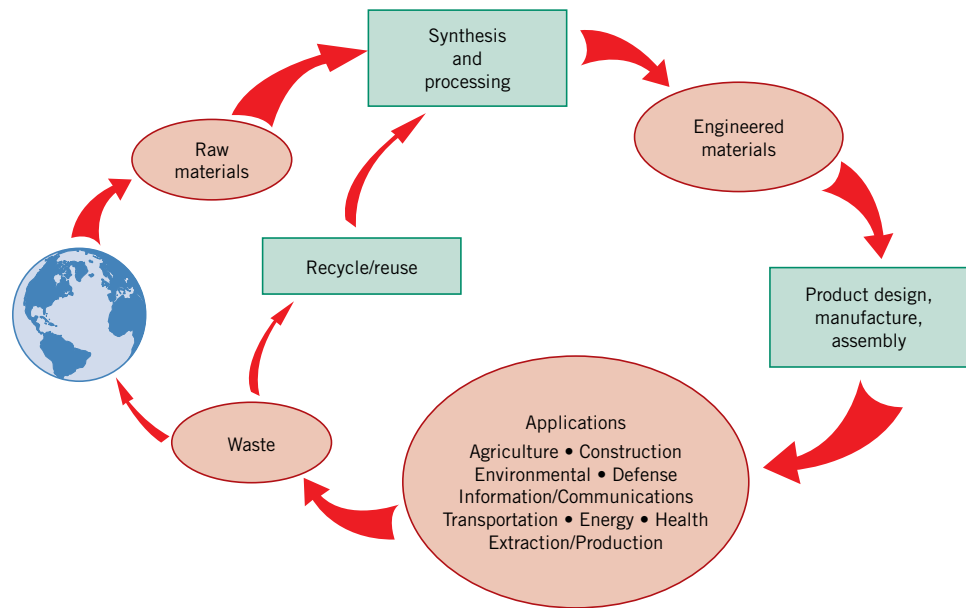 Synthesis
and
processing
Raw
materials
Engineered
materials
Recycle/reuse
Product design,
manufacture,
assembly
Waste
Applications
Agriculture • Construction
Environmental • Defense
Information/Communications
Transportation • Energy • Health
Extraction/Production